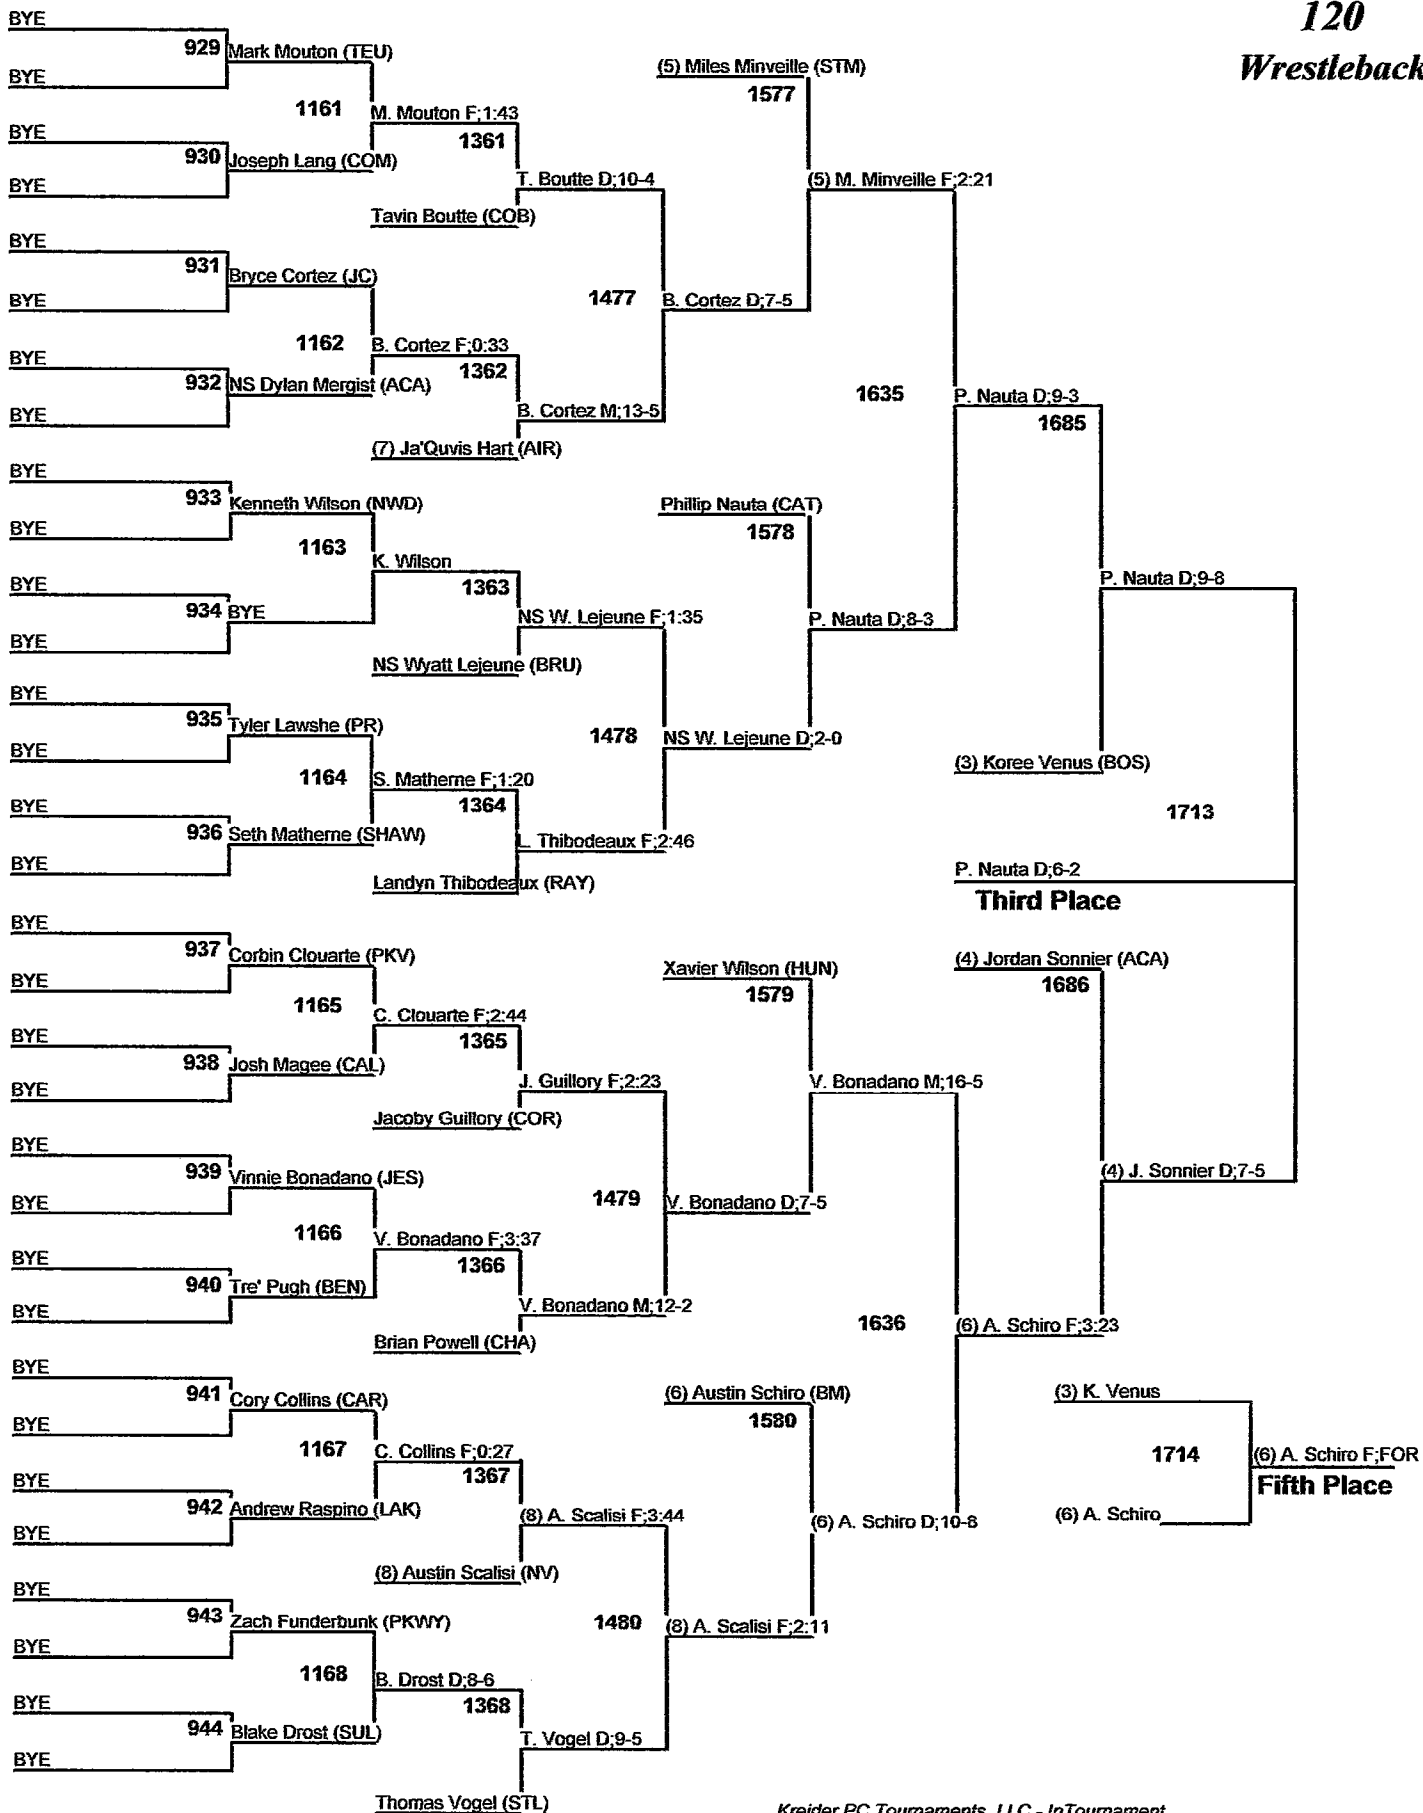 120
Wrestleback
BYE
929 Mark Mouton (TEU)
BYE
1161
M. Mouton F;1:43
BYE
930 Joseph Lang (COM)
BYE
1361
T. Boutte D;10-4
Tavin Boutte (COB)
BYE
931 Bryce Cortez (JC)
BYE
1162
B. Cortez F;0:33
BYE
932 NS Dylan Mergist (ACA)
BYE
1362
B. Cortez M;13-5
(7) Ja'Quvis Hart (AIR)
1477
B. Cortez D;7-5
(5) Miles Minveille (STM)
1577
(5) M. Minveille F;2:21
BYE
933 Kenneth Wilson (NWD)
BYE
1163
K. Wilson
BYE
934 BYE
BYE
1363
NS W. Lejeune F;1:35
NS Wyatt Lejeune (BRU)
BYE
935 Tyler Lawshe (PR)
BYE
1164
S. Matherne F;1:20
BYE
936 Seth Matherne (SHAW)
BYE
1364
L. Thibodeaux F;2:46
Landyn Thibodeaux (RAY)
1478
NS W. Lejeune D;2-0
Phillip Nauta (CAT)
1578
P. Nauta D;8-3
1635
P. Nauta D;9-3
1685
P. Nauta D;9-8
(3) Koree Venus (BOS)
1713
P. Nauta D;6-2
Third Place
BYE
937 Corbin Clouarte (PKV)
BYE
1165
C. Clouarte F;2:44
BYE
938 Josh Magee (CAL)
BYE
1365
J. Guillory F;2:23
Jacoby Guillory (COR)
BYE
939 Vinnie Bonadano (JES)
BYE
1166
V. Bonadano F;3:37
BYE
940 Tre' Pugh (BEN)
BYE
1366
V. Bonadano M;12-2
Brian Powell (CHA)
1479
V. Bonadano D;7-5
Xavier Wilson (HUN)
1579
V. Bonadano M;16-5
BYE
941 Cory Collins (CAR)
BYE
1167
C. Collins F;0:27
BYE
942 Andrew Raspino (LAK)
BYE
1367
(8) A. Scalisi F;3:44
(8) Austin Scalisi (NV)
BYE
943 Zach Funderbunk (PKWY)
BYE
1168
B. Drost D;8-6
BYE
944 Blake Drost (SUL)
BYE
1368
T. Vogel D;9-5
Thomas Vogel (STL)
1480
(8) A. Scalisi F;2:11
(6) Austin Schiro (BM)
1580
(6) A. Schiro D;10-8
1636
(6) A. Schiro F;3:23
(4) Jordan Sonnier (ACA)
1686
(4) J. Sonnier D;7-5
(3) K. Venus
1714
(6) A. Schiro F;FOR
Fifth Place
(6) A. Schiro
Kreider PC Tournaments, LLC - InTournament